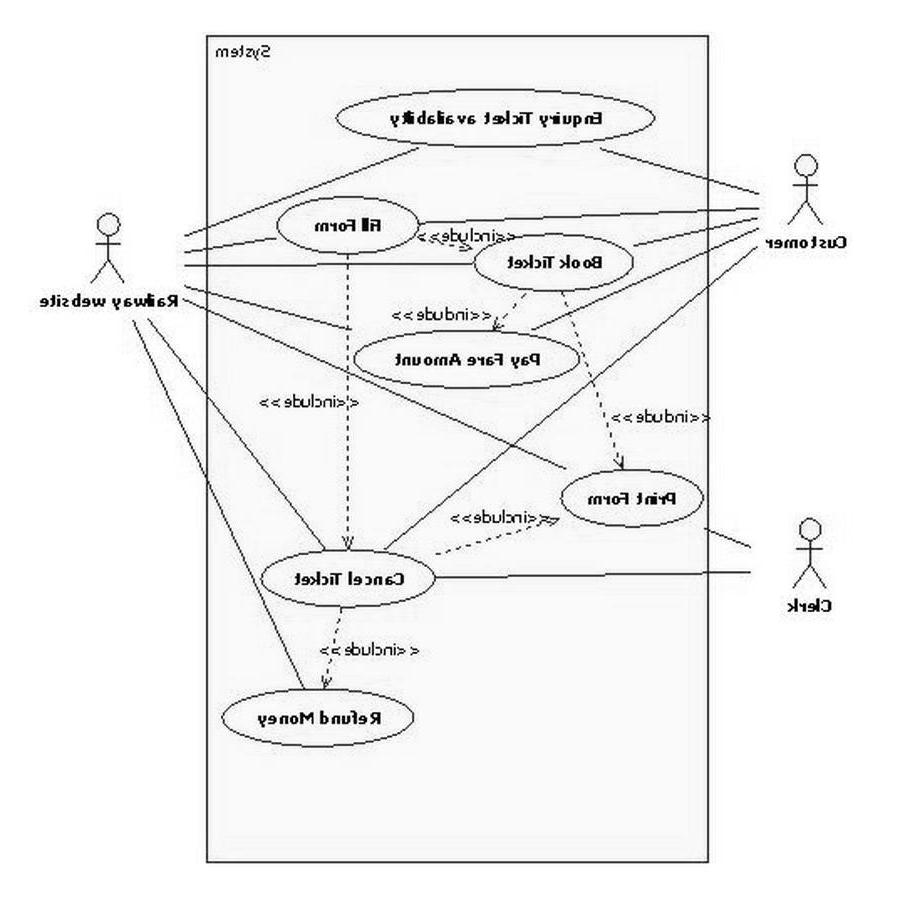 System
Enquiry Ticket availabilty
Fill Form
<<include>>
Book Ticket
Customer
Railway website
<<include>>
Pay Fare Amount
<<include>>
<<include>>
Print Form
<<include>>
Cancel Ticket
Clerk
<<include>>
Refund Money